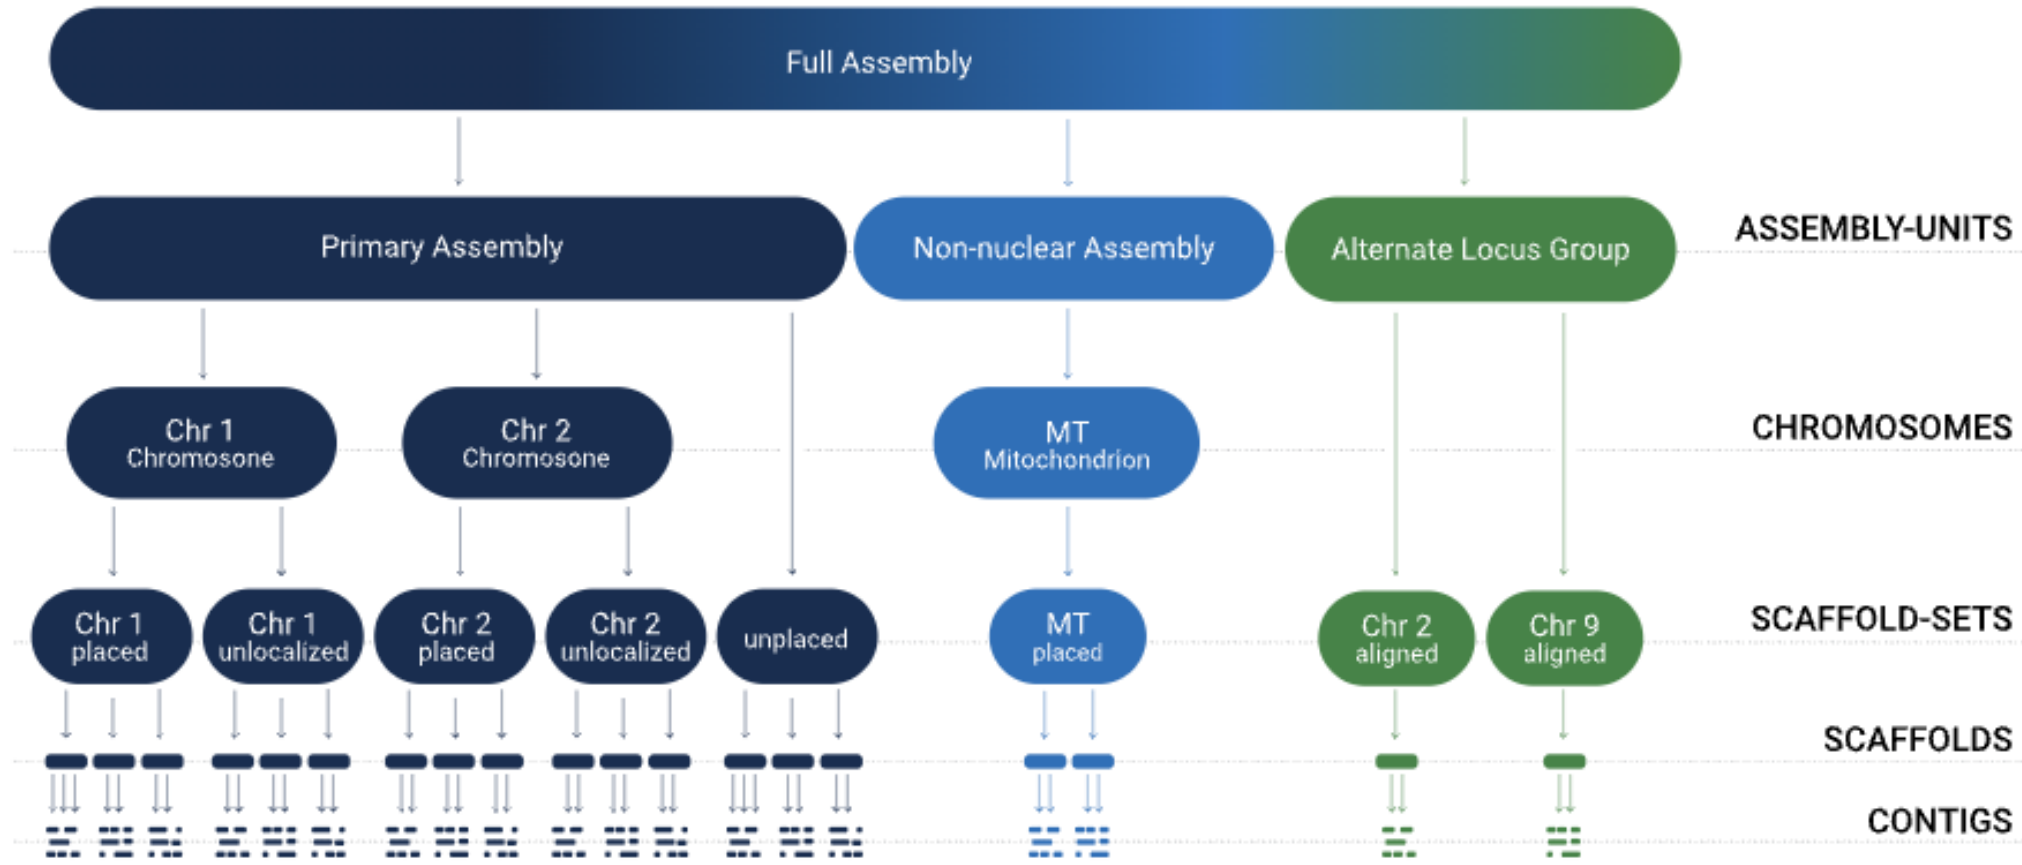 Full Assembly
Primary Assembly
Non-nuclear Assembly
Alternate Locus Group
ASSEMBLY-UNITS
Chr 1
Chromosone
Chr 2
Chromosone
MT
Mitochondrion
CHROMOSOMES
Chr 1
placed
Chr 1
unlocalized
Chr 2
placed
Chr 2
unlocalized
unplaced
MT
placed
Chr 2
aligned
Chr 9
aligned
SCAFFOLD-SETS
SCAFFOLDS
CONTIGS